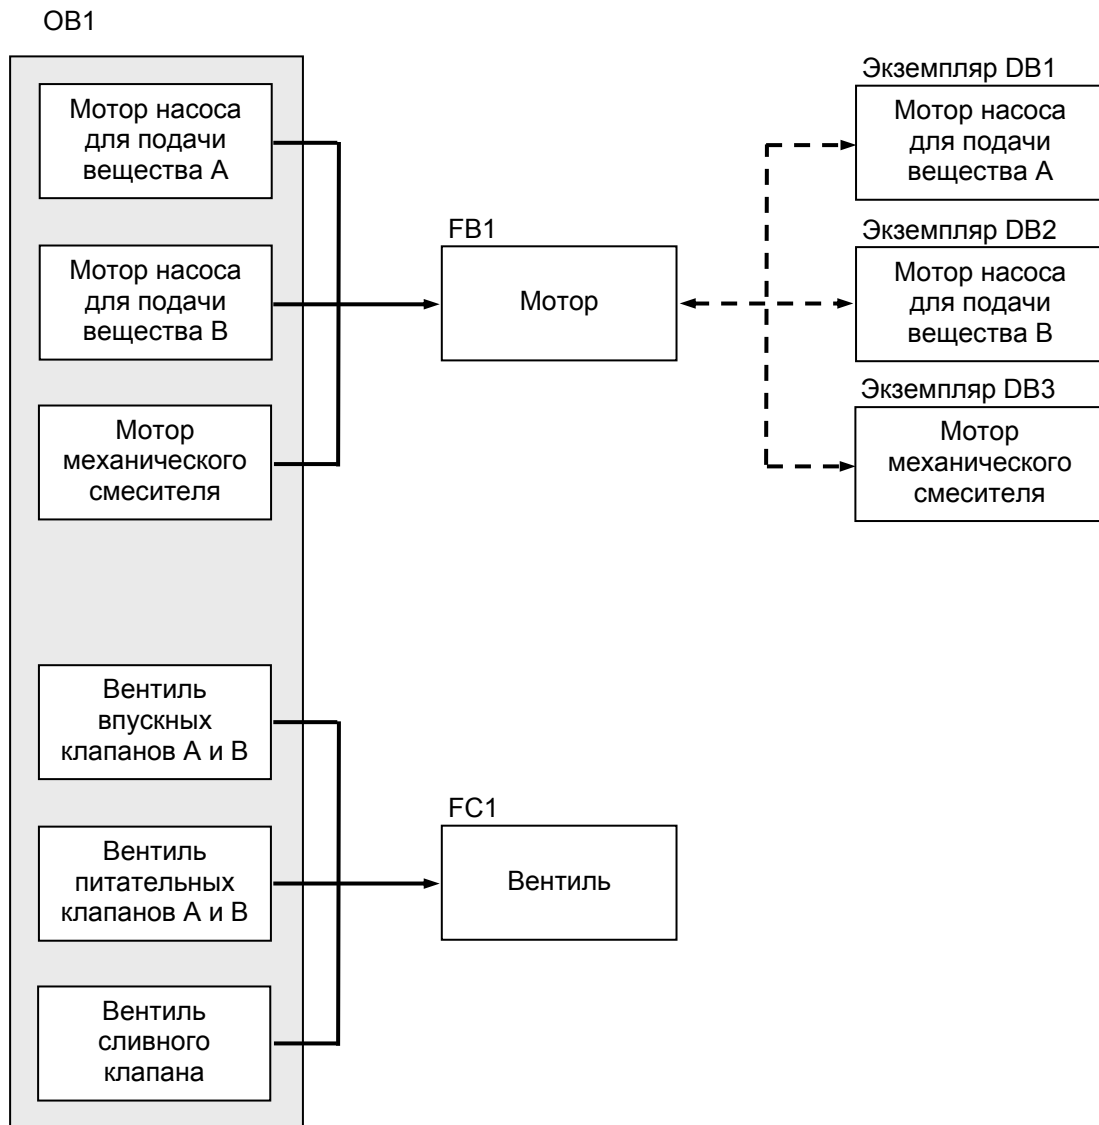 OB1
Мотор насоса
для подачи
вещества A
Мотор насоса
для подачи
вещества B
Мотор
механического
смесителя
Вентиль
впускных
клапанов A и B
Вентиль
питательных
клапанов A и B
Вентиль
сливного
клапана
FB1
Мотор
FC1
Вентиль
Экземпляр DB1
Мотор насоса
для подачи
вещества A
Экземпляр DB2
Мотор насоса
для подачи
вещества B
Экземпляр DB3
Мотор
механического
смесителя